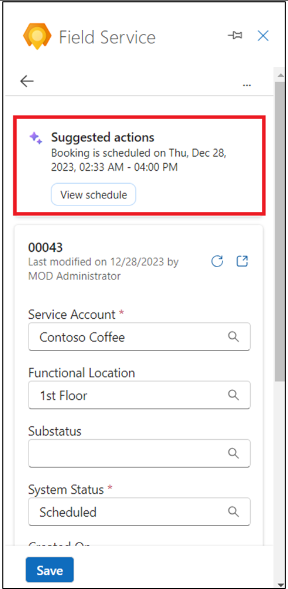 Field Service
...
Suggested actions
Booking is scheduled on Thu, Dec 28,
2023, 02:33 AM - 04:00 PM
View schedule
00043
Last modified on 12/28/2023 by
MOD Administrator
Service Account *
Contoso Coffee
Functional Location
1st Floor
Substatus
System Status *
Scheduled
Created On
Save